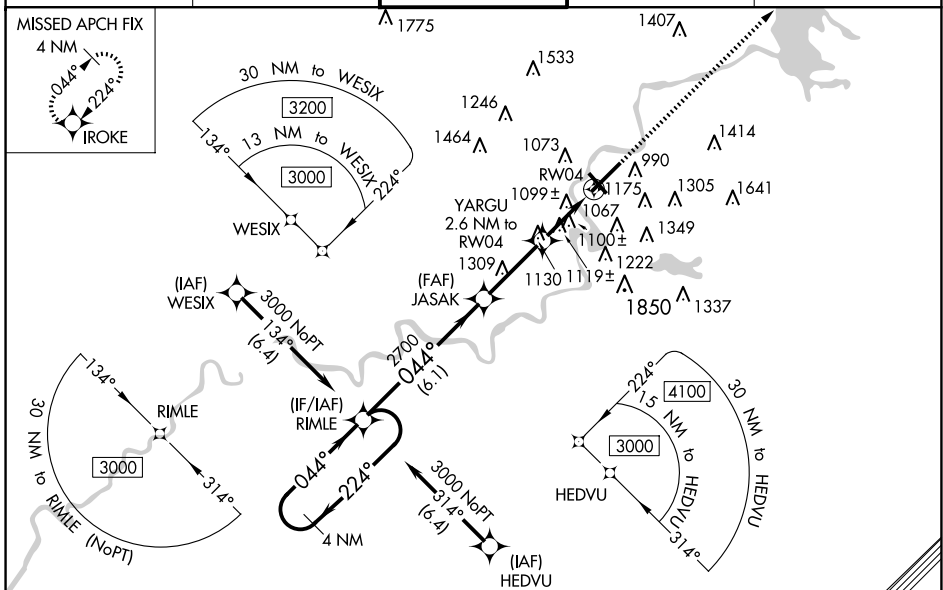 MISSED APCH FIX
4 NM
044°
224°
IROKE
1775
1407
1533
30 NM to WESIX
3200
1246
1464
1414
134°
13 NM to WESIX
3000
224°
1073
RW04
990
1099±
1175
1305
1641
YARGU
2.6 NM to
RW04
1067
WESIX
1100±
1349
1309
1130
1119±
1222
(FAF)
JASAK
1850
1337
(IAF)
WESIX
3000 NoPT
134°
(6.4)
2700
044°
(6.1)
134°
RIMLE
30 NM to RIMLE (NoPT)
3000
314°
(IF/IAF)
RIMLE
044°
224°
4 NM
224°
4100
15 NM to HEDVU
3000
30 NM to HEDVU
HEDVU
314°
3000 NoPT
314°
(6.4)
(IAF)
HEDVU